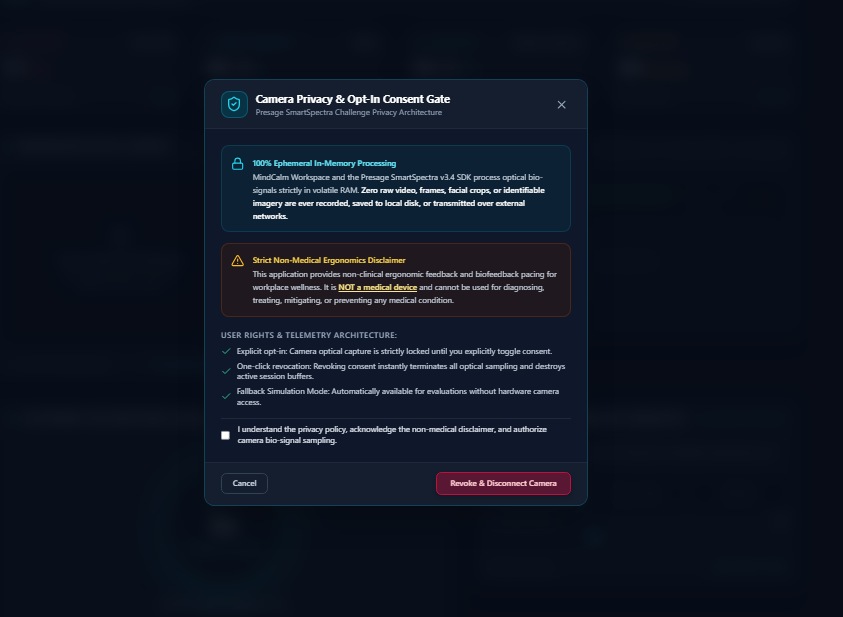 Camera Privacy & Opt-In Consent Gate
Presage SmartSpectra Challenge Privacy Architecture
100% Ephemeral In-Memory Processing
MindCalm Workspace and the Presage SmartSpectra v3.4 SDK process optical bio-
signals strictly in volatile RAM. Zero raw video, frames, facial crops, or identifiable
imagery are ever recorded, saved to local disk, or transmitted over external
networks.
Strict Non-Medical Ergonomics Disclaimer
This application provides non-clinical ergonomic feedback and biofeedback pacing for
workplace wellness. It is NOT a medical device and cannot be used for diagnosing,
treating, mitigating, or preventing any medical condition.
USER RIGHTS & TELEMETRY ARCHITECTURE:
Explicit opt-in: Camera optical capture is strictly locked until you explicitly toggle consent.
One-click revocation: Revoking consent instantly terminates all optical sampling and destroys
active session buffers.
Fallback Simulation Mode: Automatically available for evaluations without hardware camera
access.
I understand the privacy policy, acknowledge the non-medical disclaimer, and authorize
camera bio-signal sampling.
Cancel
Revoke & Disconnect Camera